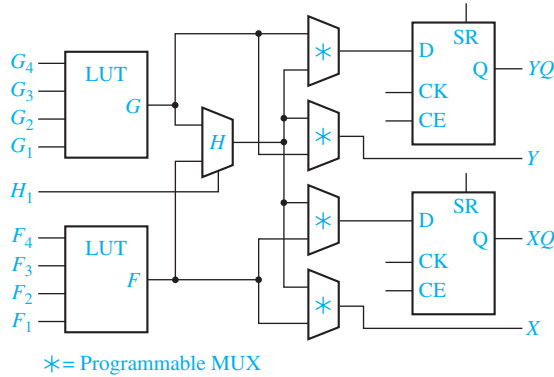 G4
G3
G2
G1
LUT
G
H1
H
F4
F3
F2
F1
LUT
F
*
*
*
*
SR
D
Q
CK
CE
YQ
Y
SR
D
Q
CK
CE
XQ
X
*= Programmable MUX